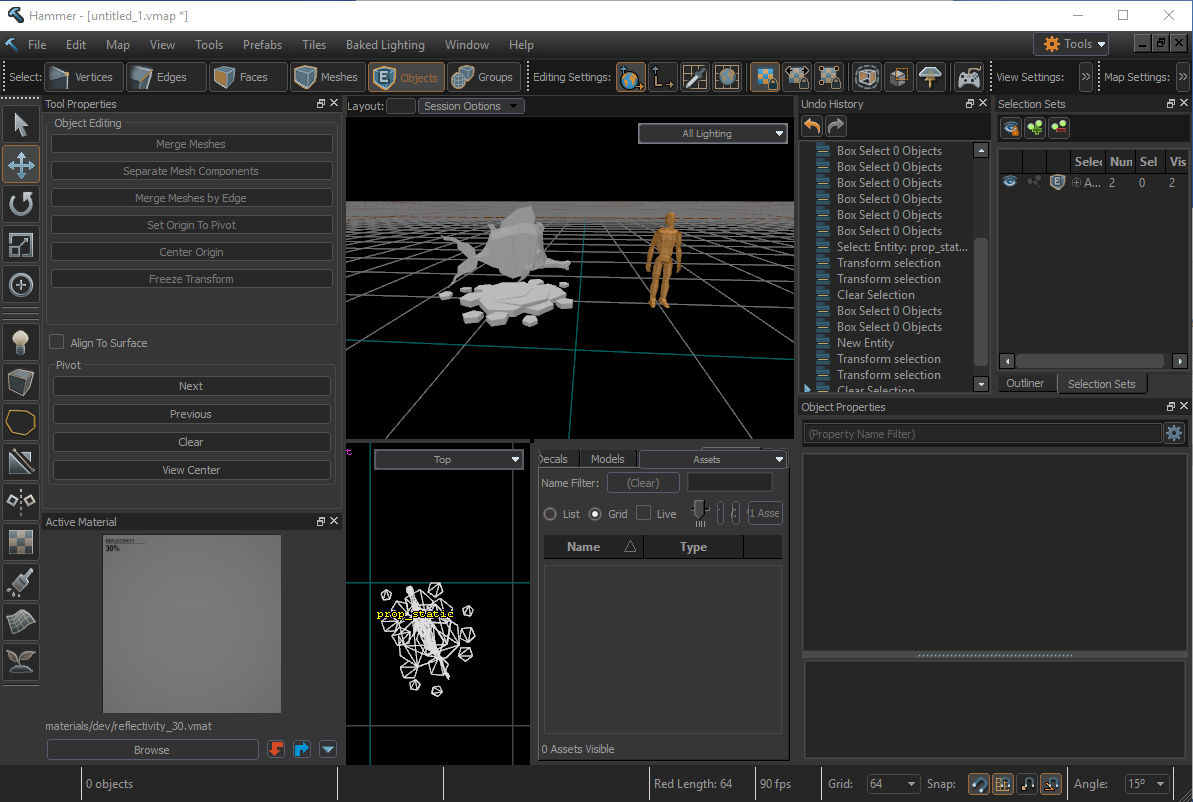 Hammer - [untitled_1.vmap *]
File Edit Map View Tools Prefabs Tiles Baked Lighting Window Help Tools
Select: Vertices Edges Faces Meshes Objects Groups Editing Settings: View Settings: Map Settings:
Tool Properties
Object Editing
Merge Meshes
Separate Mesh Components
Merge Meshes by Edge
Set Origin To Pivot
Center Origin
Freeze Transform
Align To Surface
Pivot
Next
Previous
Clear
View Center
Active Material
REFLECTIVITY
30%
materials/dev/reflectivity_30.vmat
Browse
Layout: Session Options
All Lighting
Top
prop_static
Decals Models Assets
Name Filter: (Clear)
List Grid Live 1 Asse
Name Type
0 Assets Visible
Undo History
Box Select 0 Objects
Box Select 0 Objects
Box Select 0 Objects
Box Select 0 Objects
Box Select 0 Objects
Box Select 0 Objects
Select: Entity: prop_stat...
Transform selection
Transform selection
Clear Selection
Box Select 0 Objects
Box Select 0 Objects
New Entity
Transform selection
Transform selection
Clear Selection
Selection Sets
Selec Num Sel Vis
A... 2 0 2
Outliner Selection Sets
Object Properties
(Property Name Filter)
0 objects Red Length: 64 90 fps Grid: 64 Snap: Angle: 15°